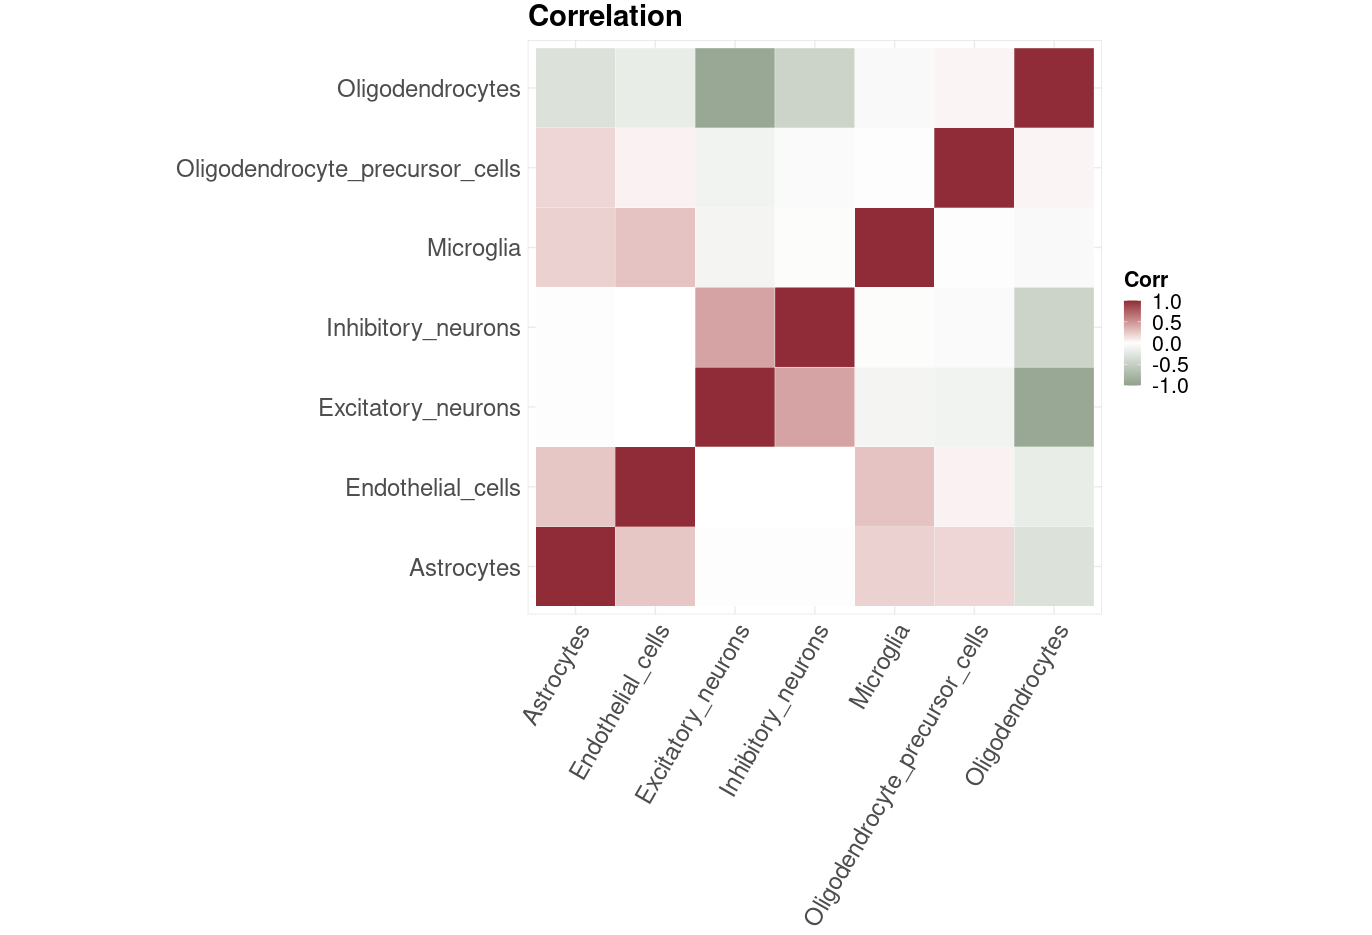 Correlation
Oligodendrocytes
Oligodendrocyte_precursor_cells
Microglia
Inhibitory_neurons
Excitatory_neurons
Endothelial_cells
Astrocytes
Corr
1.0
0.5
0.0
-0.5
-1.0
Astrocytes
Endothelial_cells
Excitatory_neurons
Inhibitory_neurons
Microglia
Oligodendrocyte_precursor_cells
Oligodendrocytes